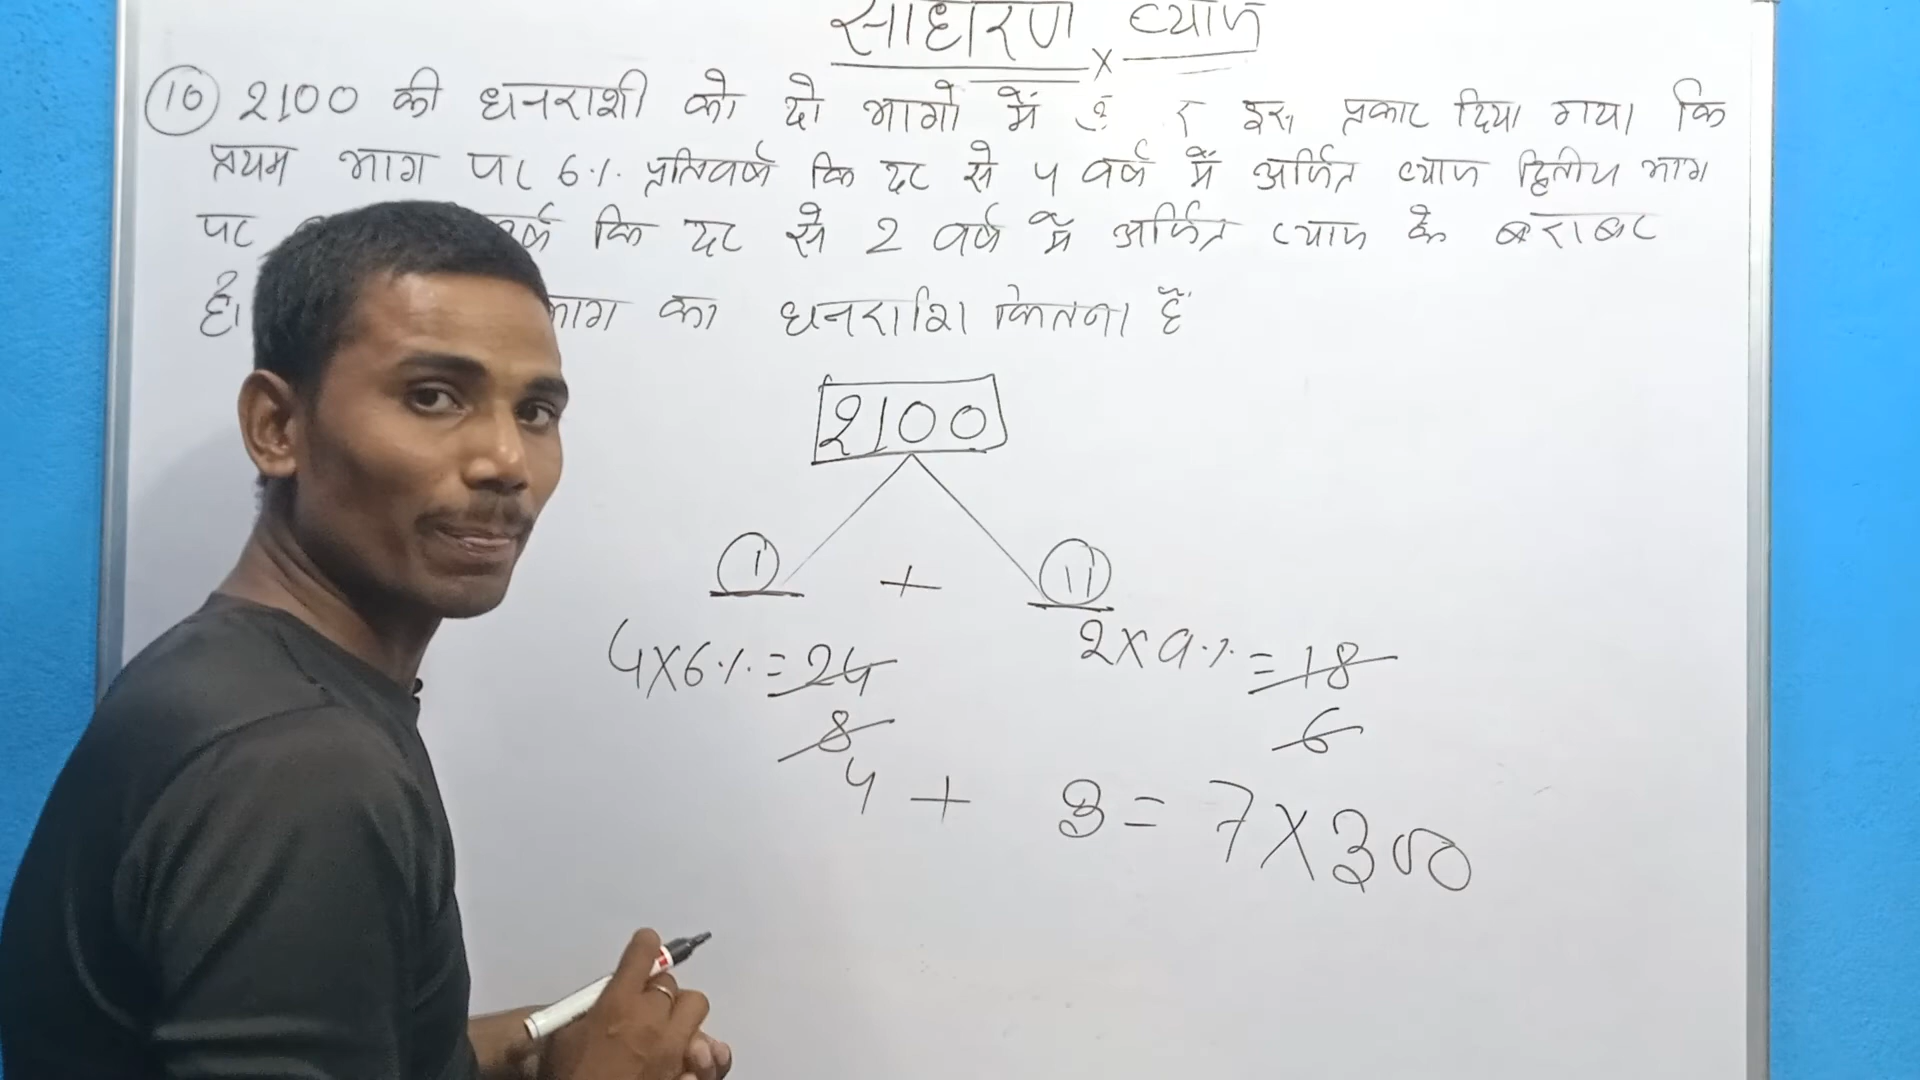 साधारण ब्याज
×
10 2100 की धनराशी को दो भागो में इस प्रकार दिया गया कि
प्रथम भाग पर 6% प्रतिवर्ष कि दर से 4 वर्ष में अर्जित ब्याज द्वितीय भाग
पर वर्ष कि दर से 2 वर्ष में अर्जित ब्याज के बराबर
है। भाग का धनराशि कितना हैं
2100
I + II
4×6%=24 2×9%=18
8 6
4 + 3 = 7×300